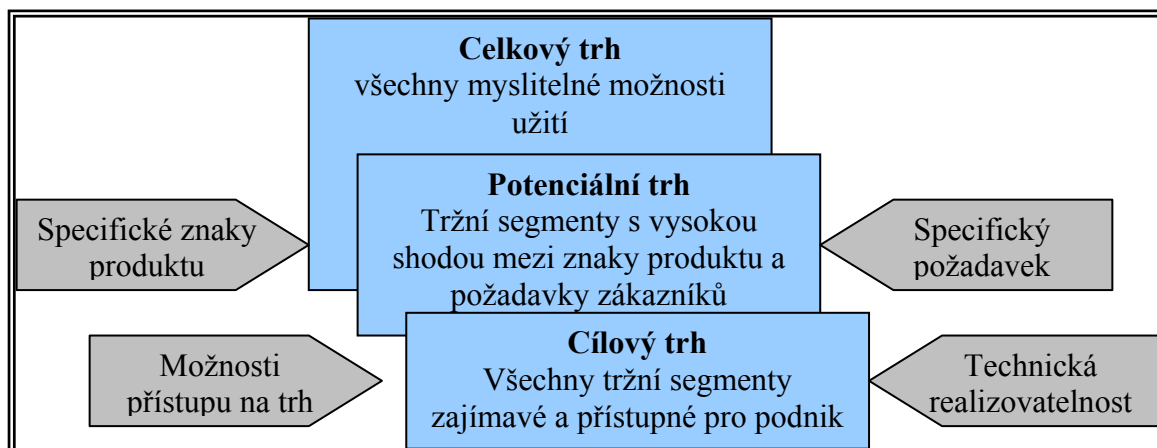 Celkový trh
všechny myslitelné možnosti
užití
Potenciální trh
Tržní segmenty s vysokou
shodou mezi znaky produktu a
požadavky zákazníků
Specifické znaky
produktu
Specifický
požadavek
Cílový trh
Všechny tržní segmenty
zajímavé a přístupné pro podnik
Možnosti
přístupu na trh
Technická
realizovatelnost